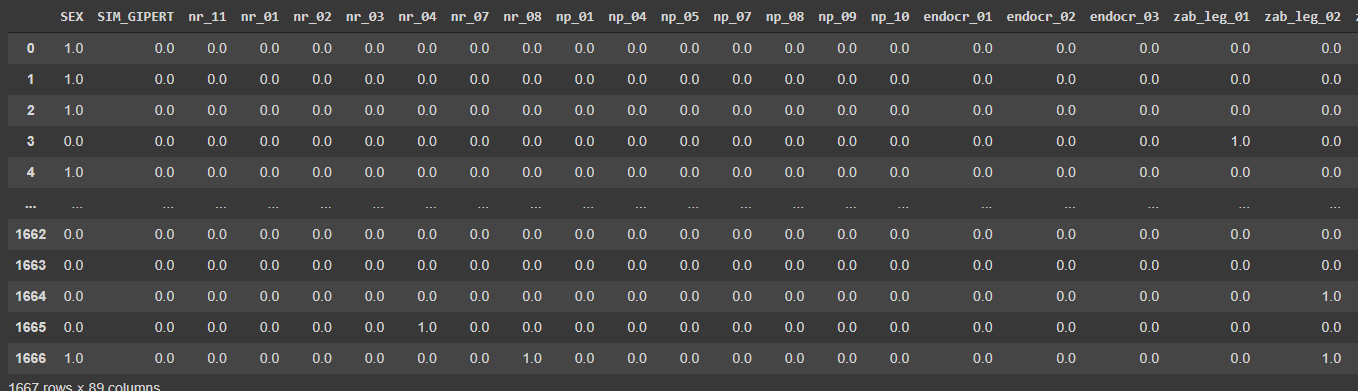 SEX SIM_GIPERT nr_11 nr_01 nr_02 nr_03 nr_04 nr_07 nr_08 np_01 np_04 np_05 np_07 np_08 np_09 np_10 endocr_01 endocr_02 endocr_03 zab_leg_01 zab_leg_02
0 1.0 0.0 0.0 0.0 0.0 0.0 0.0 0.0 0.0 0.0 0.0 0.0 0.0 0.0 0.0 0.0 0.0 0.0 0.0 0.0 0.0
1 1.0 0.0 0.0 0.0 0.0 0.0 0.0 0.0 0.0 0.0 0.0 0.0 0.0 0.0 0.0 0.0 0.0 0.0 0.0 0.0 0.0
2 1.0 0.0 0.0 0.0 0.0 0.0 0.0 0.0 0.0 0.0 0.0 0.0 0.0 0.0 0.0 0.0 0.0 0.0 0.0 0.0 0.0
3 0.0 0.0 0.0 0.0 0.0 0.0 0.0 0.0 0.0 0.0 0.0 0.0 0.0 0.0 0.0 0.0 0.0 0.0 0.0 1.0 0.0
4 1.0 0.0 0.0 0.0 0.0 0.0 0.0 0.0 0.0 0.0 0.0 0.0 0.0 0.0 0.0 0.0 0.0 0.0 0.0 0.0 0.0
... ... ... ... ... ... ... ... ... ... ... ... ... ... ... ... ... ... ... ... ... ...
1662 0.0 0.0 0.0 0.0 0.0 0.0 0.0 0.0 0.0 0.0 0.0 0.0 0.0 0.0 0.0 0.0 0.0 0.0 0.0 0.0 0.0
1663 0.0 0.0 0.0 0.0 0.0 0.0 0.0 0.0 0.0 0.0 0.0 0.0 0.0 0.0 0.0 0.0 0.0 0.0 0.0 0.0 0.0
1664 0.0 0.0 0.0 0.0 0.0 0.0 0.0 0.0 0.0 0.0 0.0 0.0 0.0 0.0 0.0 0.0 0.0 0.0 0.0 0.0 1.0
1665 0.0 0.0 0.0 0.0 0.0 0.0 1.0 0.0 0.0 0.0 0.0 0.0 0.0 0.0 0.0 0.0 0.0 0.0 0.0 0.0 0.0
1666 1.0 0.0 0.0 0.0 0.0 0.0 0.0 0.0 1.0 0.0 0.0 0.0 0.0 0.0 0.0 0.0 0.0 0.0 0.0 0.0 1.0
1667 rows × 89 columns